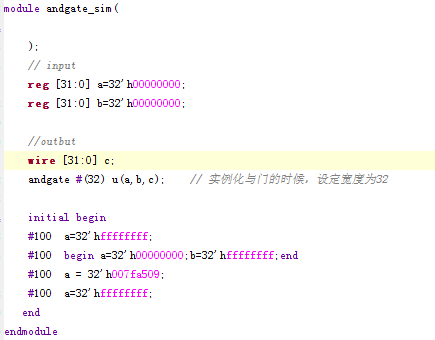 module andgate_sim(
);
// input
reg [31:0] a=32'h00000000;
reg [31:0] b=32'h00000000;
//outbut
wire [31:0] c;
andgate #(32) u(a,b,c); // 实例化与门的时候，设定宽度为32
initial begin
#100 a=32'hffffffff;
#100 begin a=32'h00000000;b=32'hffffffff;end
#100 a = 32'h007fa509;
#100 a=32'hffffffff;
end
endmodule